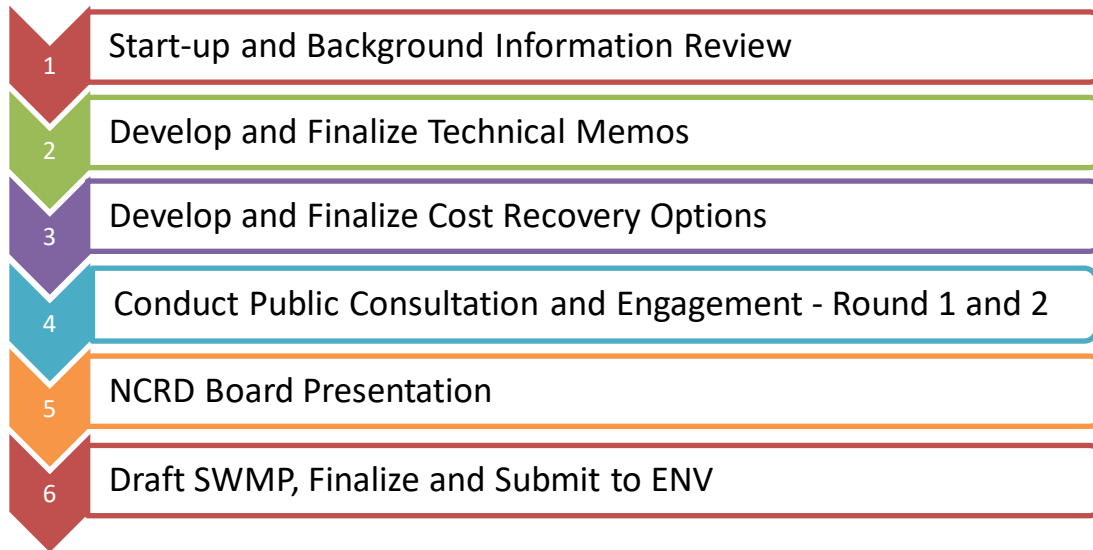 1 Start-up and Background Information Review
2 Develop and Finalize Technical Memos
3 Develop and Finalize Cost Recovery Options
4 Conduct Public Consultation and Engagement - Round 1 and 2
5 NCRD Board Presentation
6 Draft SWMP, Finalize and Submit to ENV